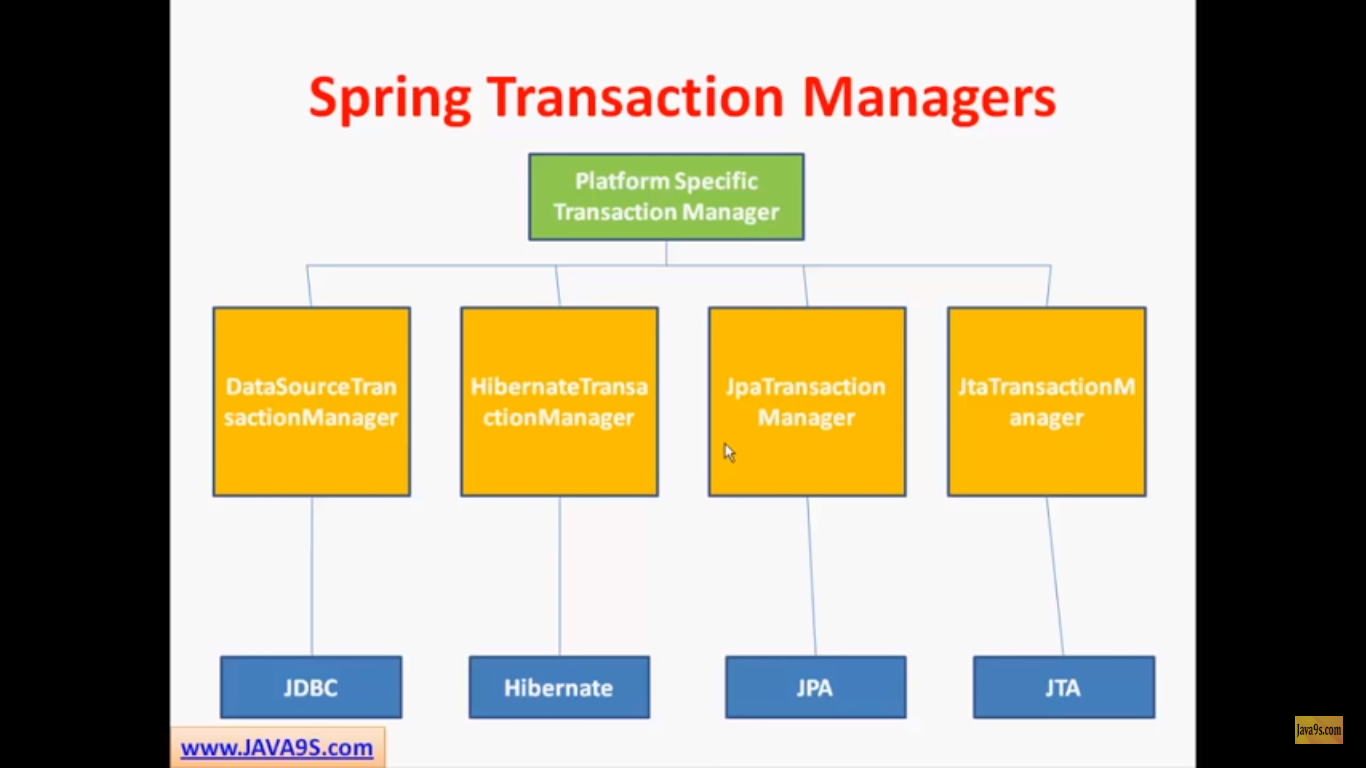 Spring Transaction Managers
Platform Specific
Transaction Manager
DataSourceTran
sactionManager
HibernateTransa
ctionManager
JpaTransaction
Manager
JtaTransactionM
anager
JDBC
Hibernate
JPA
JTA
www.JAVA9S.com
Java9s.com